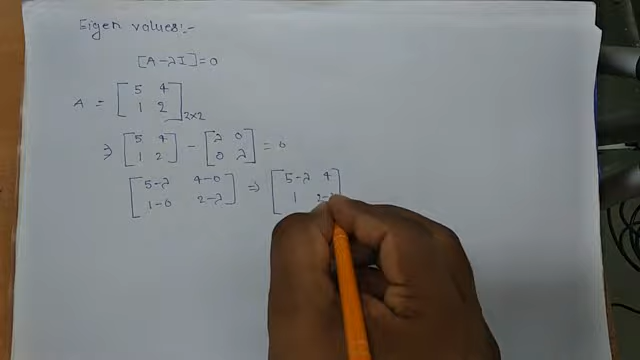 Eigen values:-
[A-λI]=0
A = [5 4
1 2]2x2
⇒ [5 4
1 2] - [λ 0
0 λ] = 0
[5-λ 4-0
1-0 2-λ] ⇒ [5-λ 4
1 2-